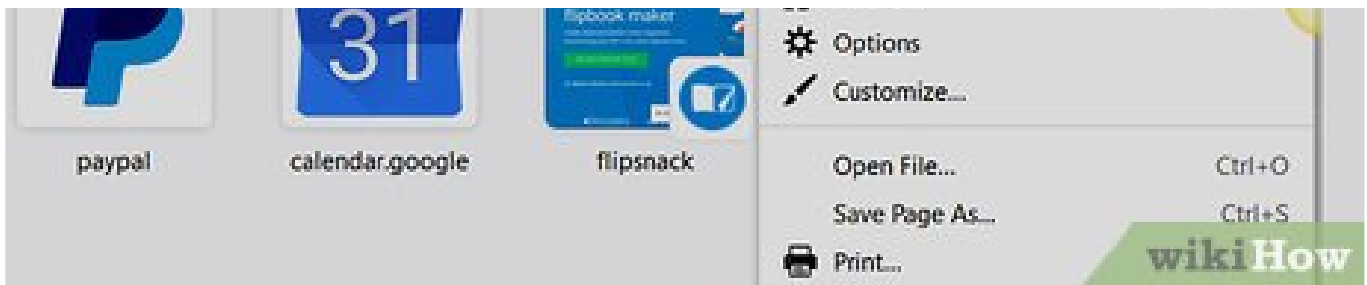 flipbook maker
31
Options
Customize...
paypal
calendar.google
flipsnack
Open File... Ctrl+O
Save Page As... Ctrl+S
Print...
wikiHow